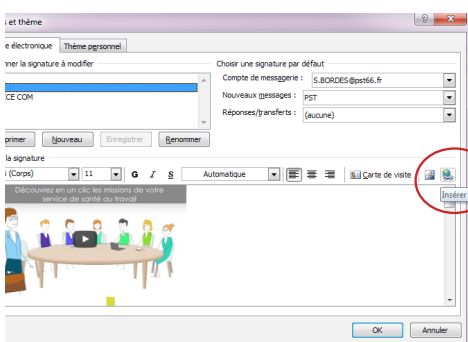 s et thème
e électronique Thème personnel
nner la signature à modifier Choisir une signature par défaut
Compte de messagerie : S.BORDES@pst66.fr
CE COM Nouveaux messages : PST
Réponses/transferts : (aucune)
primer Nouveau Enregistrer Renommer
la signature
i (Corps) 11 G I S Automatique Carte de visite
Insérer
Découvrez en un clic les missions de votre
service de santé au travail
OK Annuler